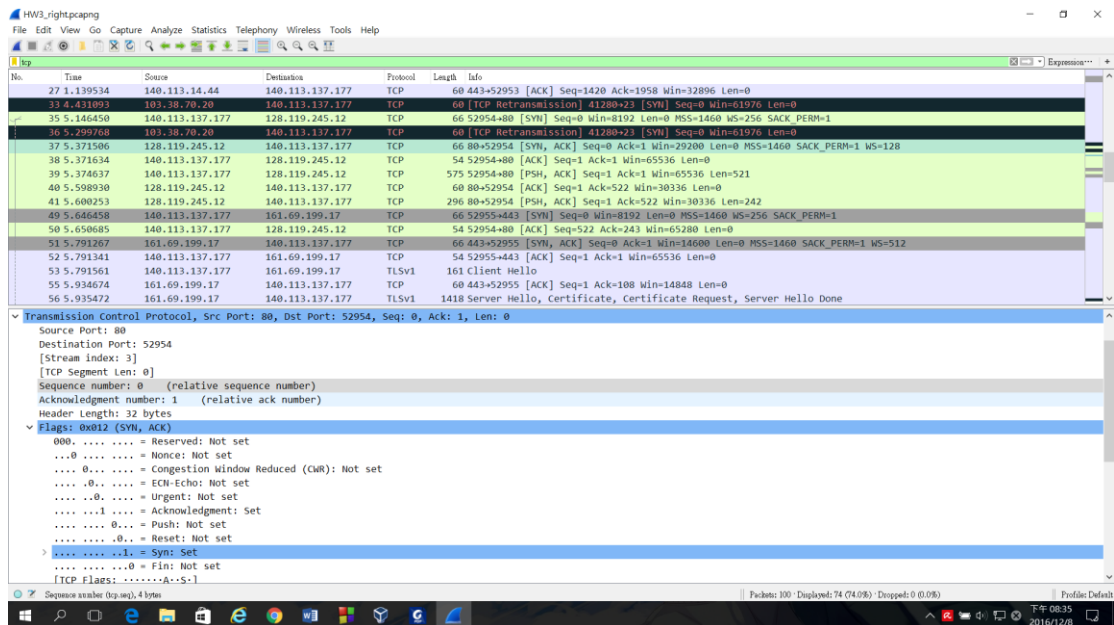 HW3_right.pcapng
File Edit View Go Capture Analyze Statistics Telephony Wireless Tools Help
tcp
Expression…
No. Time Source Destination Protocol Length Info
27 1.139534 140.113.14.44 140.113.137.177 TCP 60 443→52953 [ACK] Seq=1420 Ack=1958 Win=32896 Len=0
33 4.431093 103.38.70.20 140.113.137.177 TCP 60 [TCP Retransmission] 41280→23 [SYN] Seq=0 Win=61976 Len=0
35 5.146450 140.113.137.177 128.119.245.12 TCP 66 52954→80 [SYN] Seq=0 Win=8192 Len=0 MSS=1460 WS=256 SACK_PERM=1
36 5.299768 103.38.70.20 140.113.137.177 TCP 60 [TCP Retransmission] 41280→23 [SYN] Seq=0 Win=61976 Len=0
37 5.371506 128.119.245.12 140.113.137.177 TCP 66 80→52954 [SYN, ACK] Seq=0 Ack=1 Win=29200 Len=0 MSS=1460 SACK_PERM=1 WS=128
38 5.371634 140.113.137.177 128.119.245.12 TCP 54 52954→80 [ACK] Seq=1 Ack=1 Win=65536 Len=0
39 5.374637 140.113.137.177 128.119.245.12 TCP 575 52954→80 [PSH, ACK] Seq=1 Ack=1 Win=65536 Len=521
40 5.598930 128.119.245.12 140.113.137.177 TCP 60 80→52954 [ACK] Seq=1 Ack=522 Win=30336 Len=0
41 5.600253 128.119.245.12 140.113.137.177 TCP 296 80→52954 [PSH, ACK] Seq=1 Ack=522 Win=30336 Len=242
49 5.646458 140.113.137.177 161.69.199.17 TCP 66 52955→443 [SYN] Seq=0 Win=8192 Len=0 MSS=1460 WS=256 SACK_PERM=1
50 5.650685 140.113.137.177 128.119.245.12 TCP 54 52954→80 [ACK] Seq=522 Ack=243 Win=65280 Len=0
51 5.791267 161.69.199.17 140.113.137.177 TCP 66 443→52955 [SYN, ACK] Seq=0 Ack=1 Win=14600 Len=0 MSS=1460 SACK_PERM=1 WS=512
52 5.791341 140.113.137.177 161.69.199.17 TCP 54 52955→443 [ACK] Seq=1 Ack=1 Win=65536 Len=0
53 5.791561 140.113.137.177 161.69.199.17 TLSv1 161 Client Hello
55 5.934674 161.69.199.17 140.113.137.177 TCP 60 443→52955 [ACK] Seq=1 Ack=108 Win=14848 Len=0
56 5.935472 161.69.199.17 140.113.137.177 TLSv1 1418 Server Hello, Certificate, Certificate Request, Server Hello Done
Transmission Control Protocol, Src Port: 80, Dst Port: 52954, Seq: 0, Ack: 1, Len: 0
Source Port: 80
Destination Port: 52954
[Stream index: 3]
[TCP Segment Len: 0]
Sequence number: 0 (relative sequence number)
Acknowledgment number: 1 (relative ack number)
Header Length: 32 bytes
Flags: 0x012 (SYN, ACK)
000. .... .... = Reserved: Not set
...0 .... .... = Nonce: Not set
.... 0... .... = Congestion Window Reduced (CWR): Not set
.... .0.. .... = ECN-Echo: Not set
.... ..0. .... = Urgent: Not set
.... ...1 .... = Acknowledgment: Set
.... .... 0... = Push: Not set
.... .... .0.. = Reset: Not set
.... .... ..1. = Syn: Set
.... .... ...0 = Fin: Not set
[TCP Flags: ·······A··S·]
Sequence number (tcp.seq), 4 bytes
Packets: 100 · Displayed: 74 (74.0%) · Dropped: 0 (0.0%)
Profile: Default
下午 08:35
2016/12/8